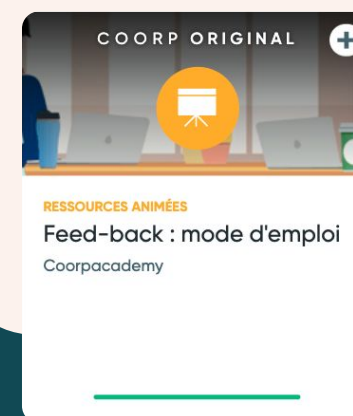 COORP ORIGINAL
RESSOURCES ANIMÉES
Feed-back : mode d'emploi
Coorpacademy